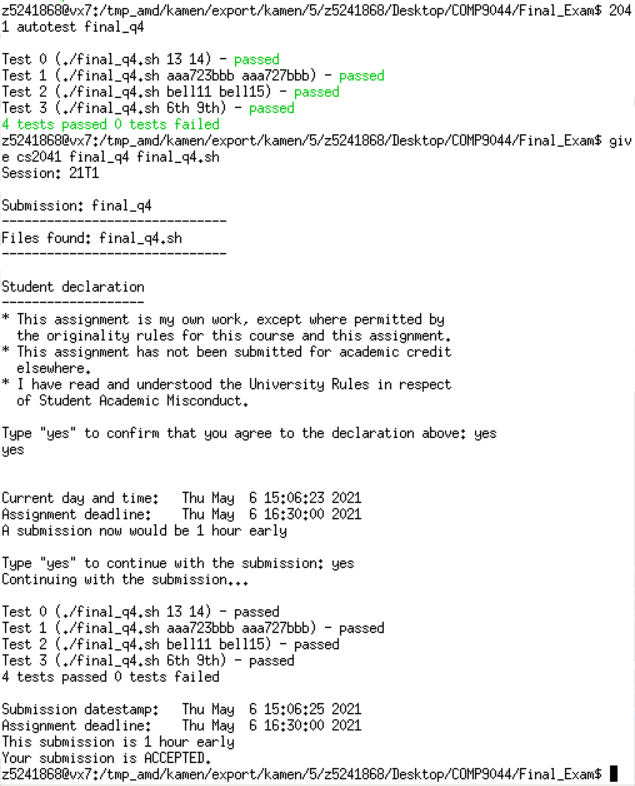 z5241868@vx7:/tmp_amd/kamen/export/kamen/5/z5241868/Desktop/COMP9044/Final_Exam$ 204
1 autotest final_q4

Test 0 (./final_q4.sh 13 14) - passed
Test 1 (./final_q4.sh aaa723bbb aaa727bbb) - passed
Test 2 (./final_q4.sh bell11 bell15) - passed
Test 3 (./final_q4.sh 6th 9th) - passed
4 tests passed 0 tests failed
z5241868@vx7:/tmp_amd/kamen/export/kamen/5/z5241868/Desktop/COMP9044/Final_Exam$ giv
e cs2041 final_q4 final_q4.sh
Session: 21T1

Submission: final_q4
-----------------------------
Files found: final_q4.sh
-----------------------------

Student declaration
-------------------
* This assignment is my own work, except where permitted by
  the originality rules for this course and this assignment.
* This assignment has not been submitted for academic credit
  elsewhere.
* I have read and understood the University Rules in respect
  of Student Academic Misconduct.

Type "yes" to confirm that you agree to the declaration above: yes
yes

Current day and time:   Thu May  6 15:06:23 2021
Assignment deadline:    Thu May  6 16:30:00 2021
A submission now would be 1 hour early

Type "yes" to continue with the submission: yes
Continuing with the submission...

Test 0 (./final_q4.sh 13 14) - passed
Test 1 (./final_q4.sh aaa723bbb aaa727bbb) - passed
Test 2 (./final_q4.sh bell11 bell15) - passed
Test 3 (./final_q4.sh 6th 9th) - passed
4 tests passed 0 tests failed

Submission datestamp:   Thu May  6 15:06:25 2021
Assignment deadline:    Thu May  6 16:30:00 2021
This submission is 1 hour early
Your submission is ACCEPTED.
z5241868@vx7:/tmp_amd/kamen/export/kamen/5/z5241868/Desktop/COMP9044/Final_Exam$